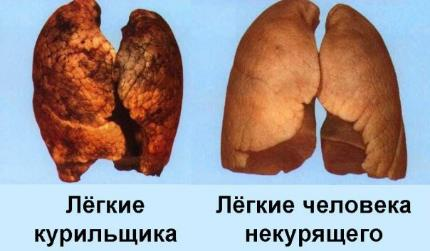 Лёгкие
курильщика
Лёгкие человека
некурящего